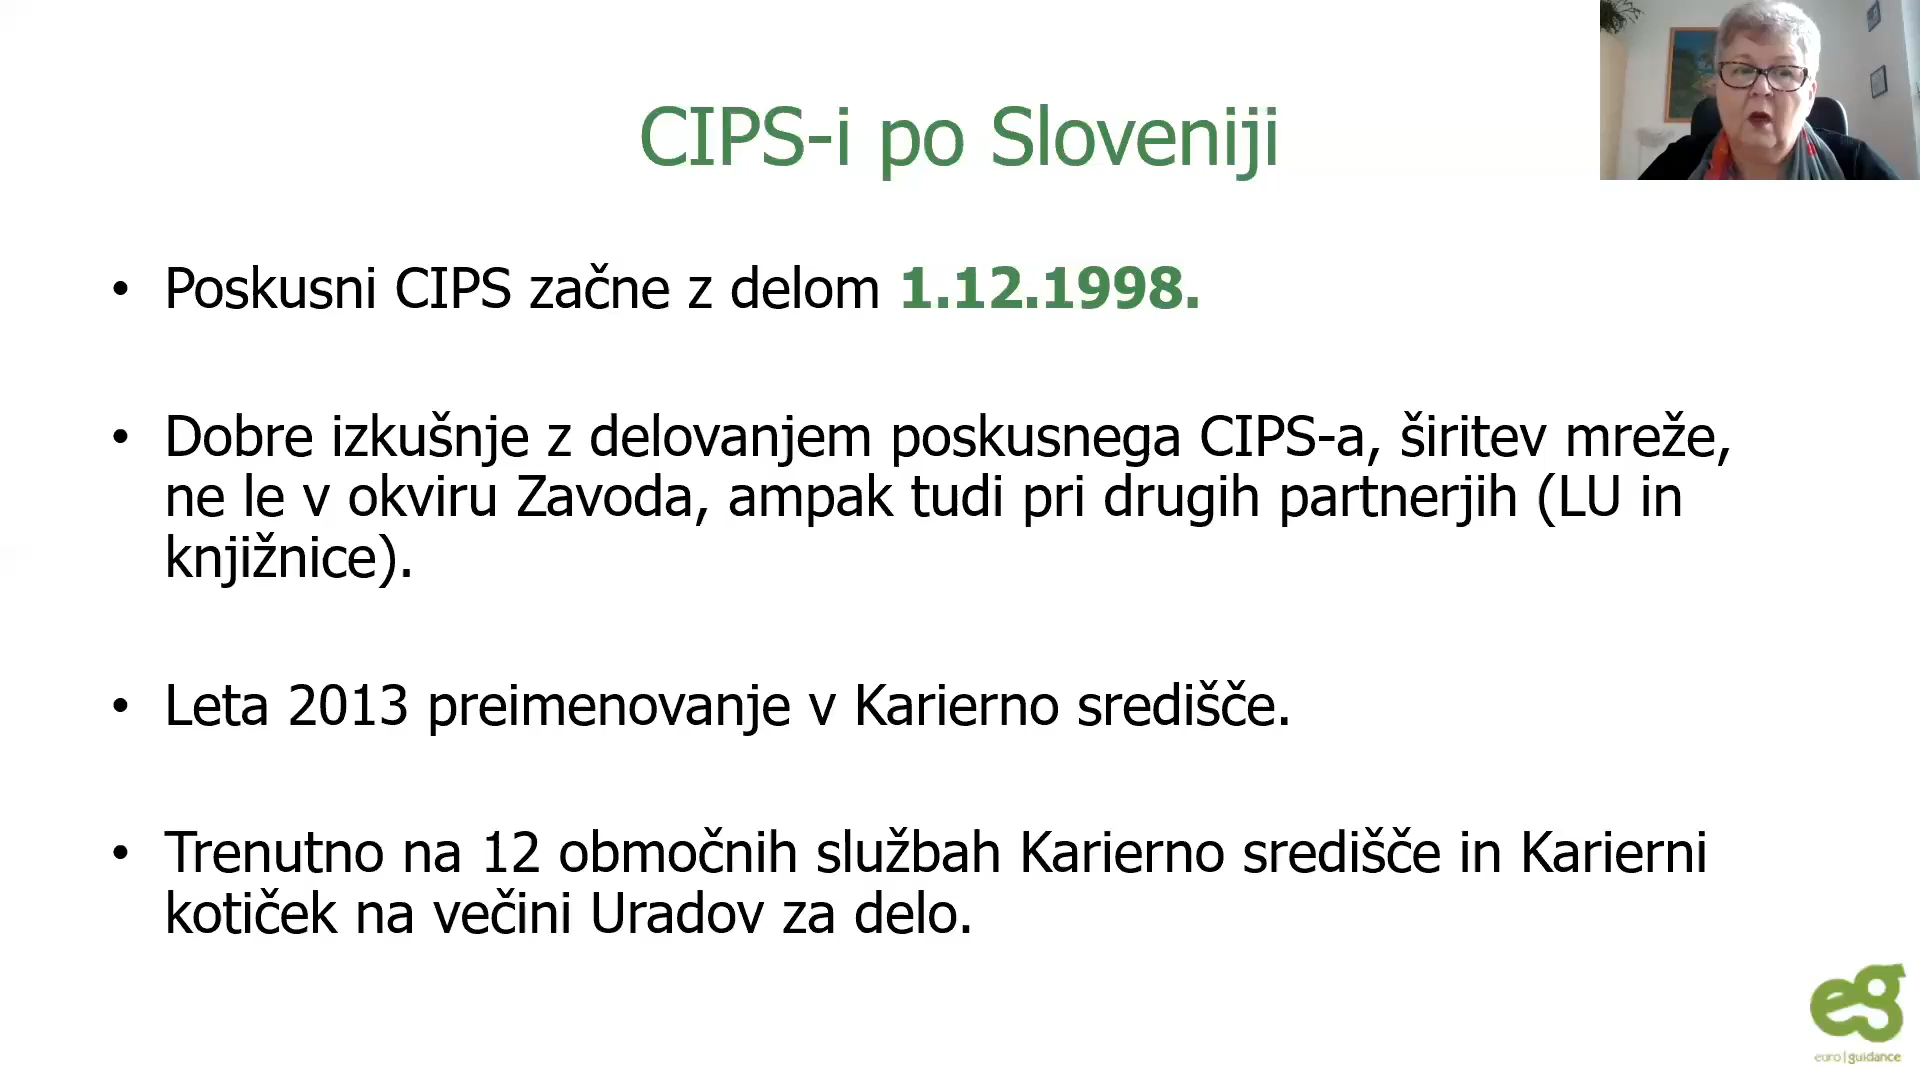 CIPS-i po Sloveniji
• Poskusni CIPS začne z delom 1.12.1998.
• Dobre izkušnje z delovanjem poskusnega CIPS-a, širitev mreže,
ne le v okviru Zavoda, ampak tudi pri drugih partnerjih (LU in
knjižnice).
• Leta 2013 preimenovanje v Karierno središče.
• Trenutno na 12 območnih službah Karierno središče in Karierni
kotiček na večini Uradov za delo.
eg
euro|guidance